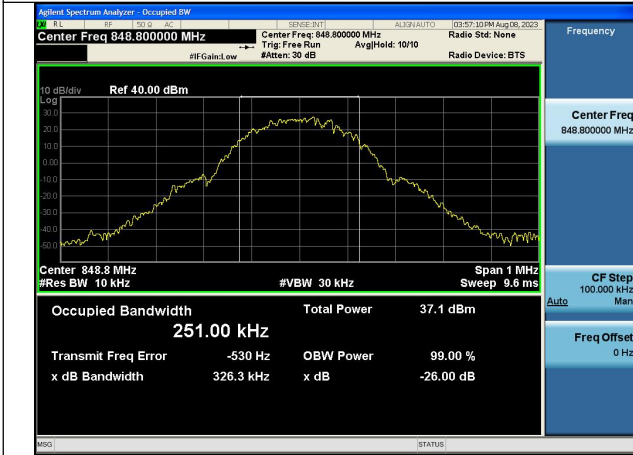 Agilent Spectrum Analyzer - Occupied BW
RL RF 50 Ω AC SENSE:INT ALIGN AUTO 03:57:10 PM Aug 08, 2023
Center Freq 848.800000 MHz Center Freq: 848.800000 MHz Radio Std: None Frequency
Trig: Free Run Avg|Hold: 10/10
#IFGain:Low #Atten: 30 dB Radio Device: BTS
10 dB/div Ref 40.00 dBm
Log
30.0
20.0
10.0
0.00
-10.0
-20.0
-30.0
-40.0
-50.0
Center Freq
848.800000 MHz
Center 848.8 MHz Span 1 MHz
#Res BW 10 kHz #VBW 30 kHz Sweep 9.6 ms
CF Step
100.000 kHz
Auto Man
Occupied Bandwidth Total Power 37.1 dBm
251.00 kHz
Transmit Freq Error -530 Hz OBW Power 99.00 %
x dB Bandwidth 326.3 kHz x dB -26.00 dB
Freq Offset
0 Hz
MSG STATUS